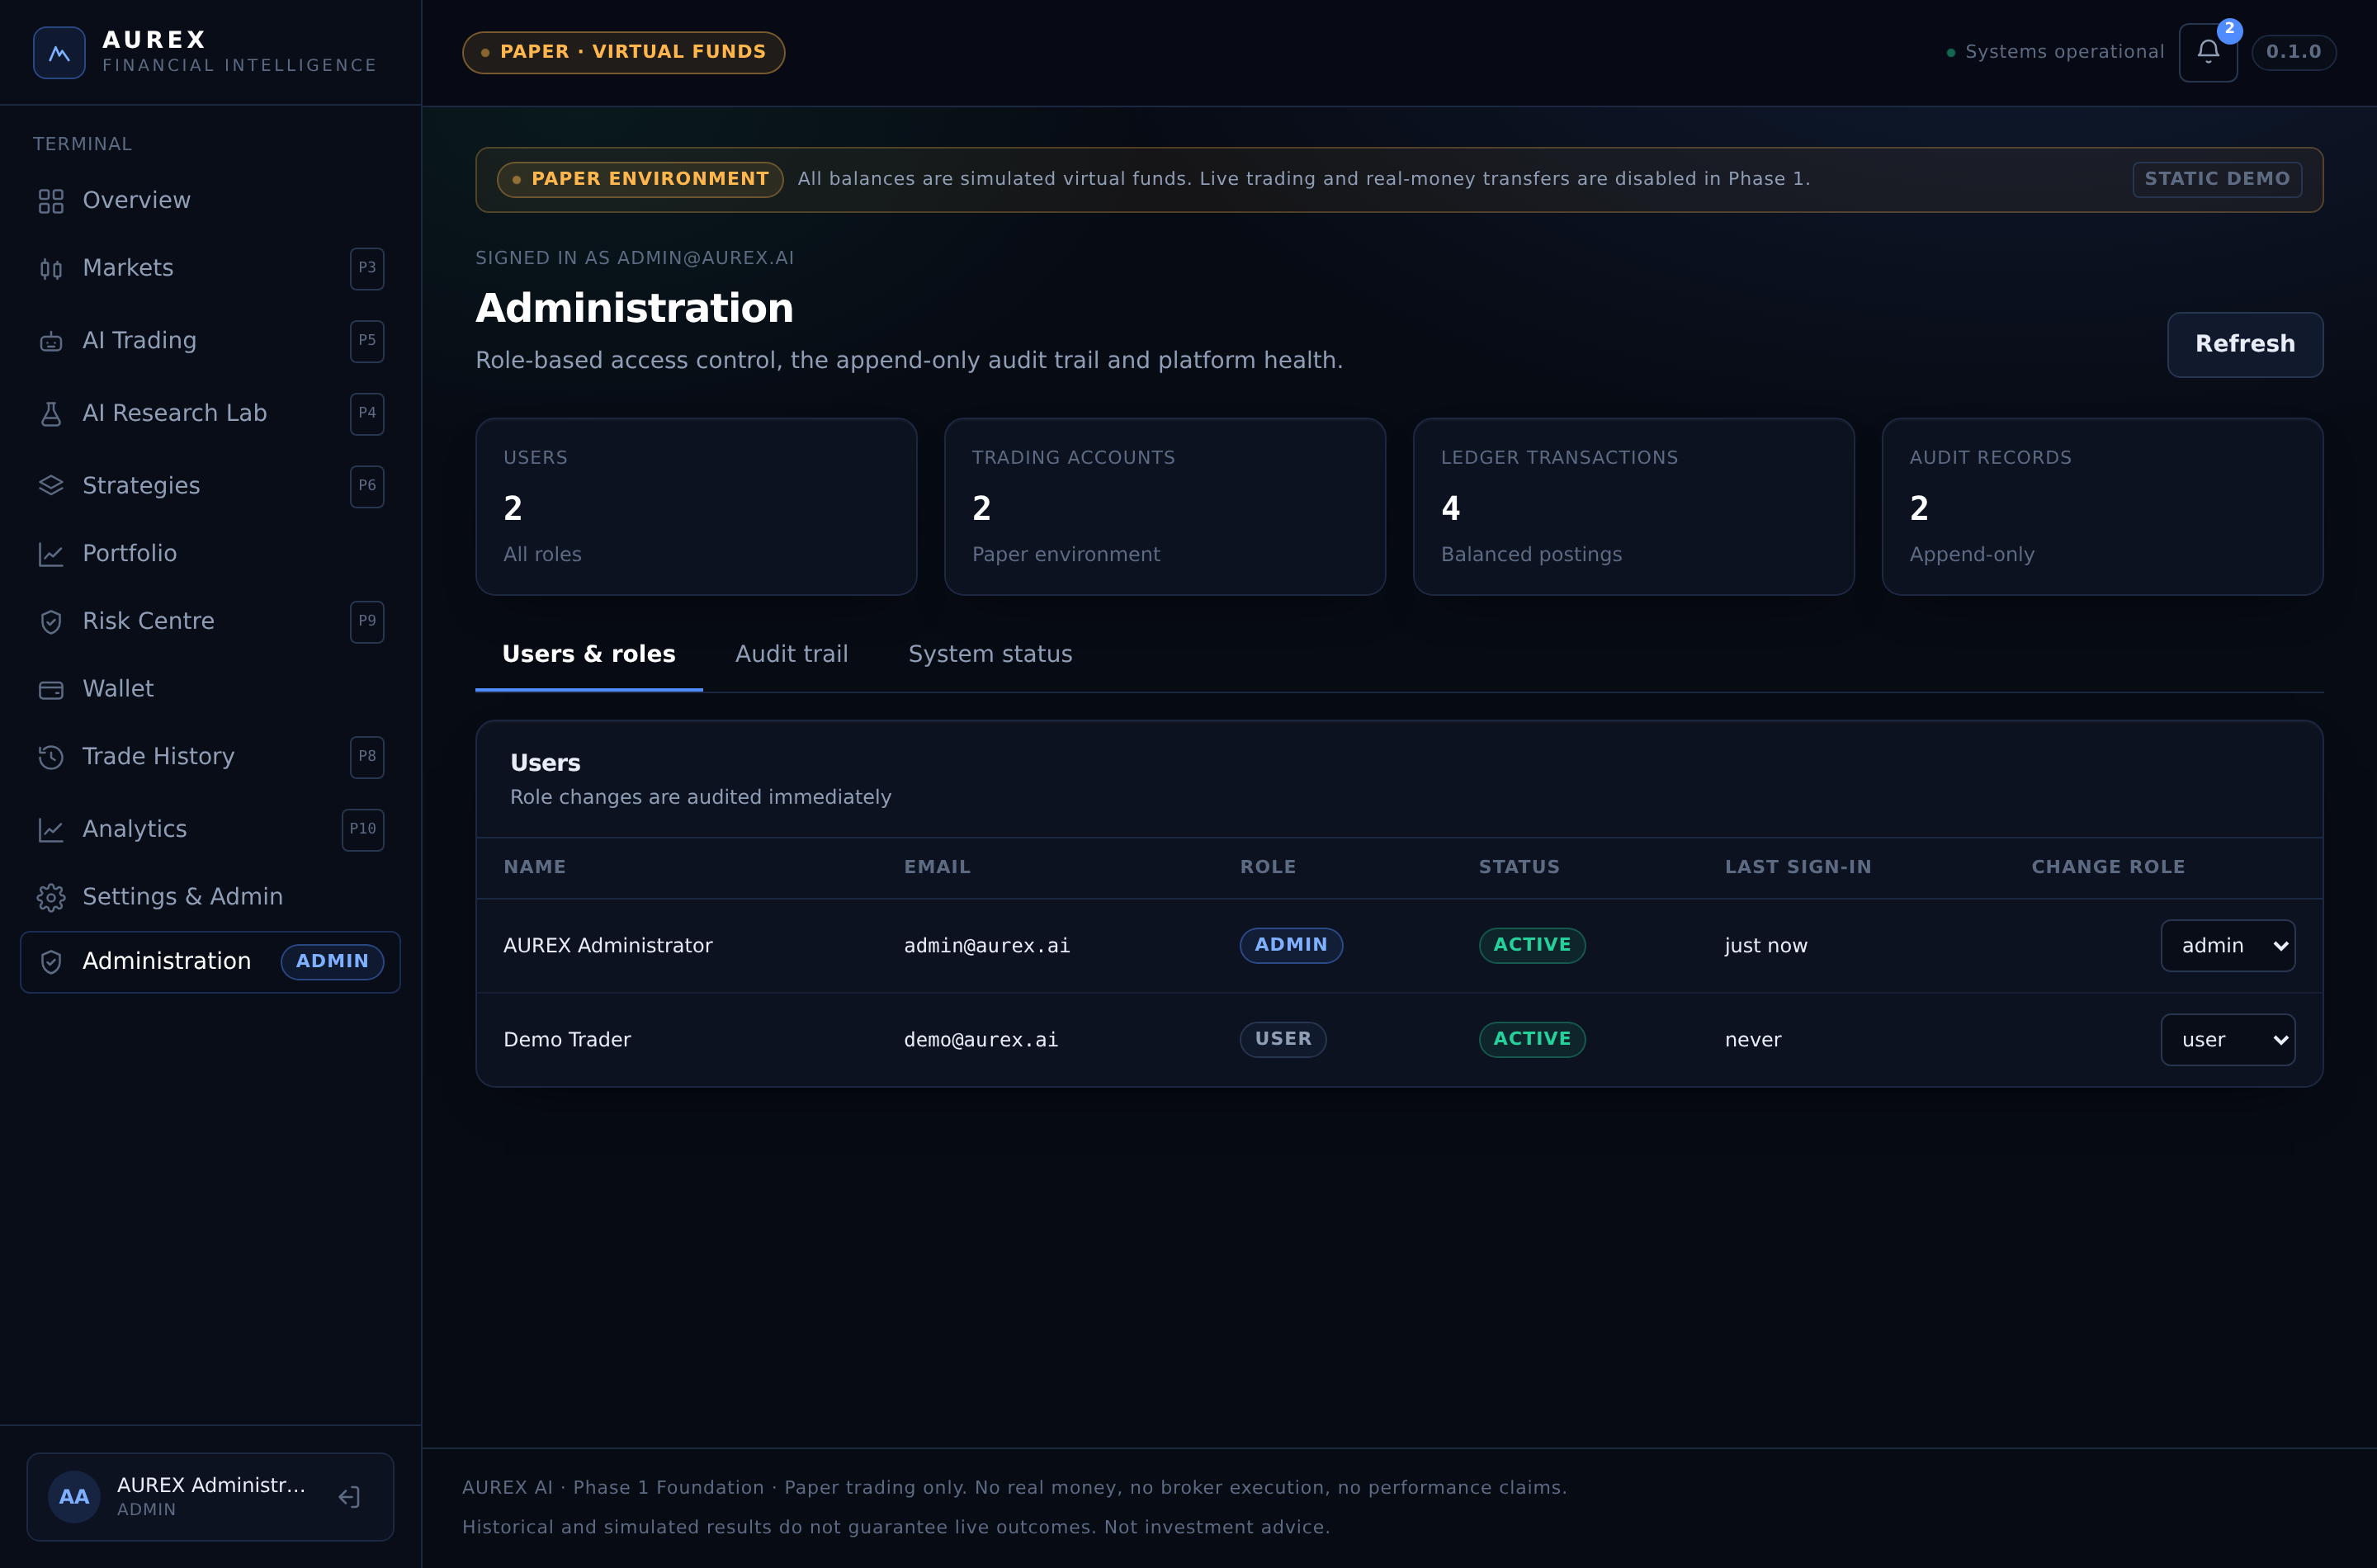 AUREX
FINANCIAL INTELLIGENCE
TERMINAL
Overview
Markets P3
AI Trading P5
AI Research Lab P4
Strategies P6
Portfolio
Risk Centre P9
Wallet
Trade History P8
Analytics P10
Settings & Admin
Administration ADMIN
AA
AUREX Administr...
ADMIN
PAPER · VIRTUAL FUNDS
Systems operational
2
0.1.0
PAPER ENVIRONMENT All balances are simulated virtual funds. Live trading and real-money transfers are disabled in Phase 1. STATIC DEMO
SIGNED IN AS ADMIN@AUREX.AI
Administration
Role-based access control, the append-only audit trail and platform health.
Refresh
USERS
2
All roles
TRADING ACCOUNTS
2
Paper environment
LEDGER TRANSACTIONS
4
Balanced postings
AUDIT RECORDS
2
Append-only
Users & roles Audit trail System status
Users
Role changes are audited immediately
NAME EMAIL ROLE STATUS LAST SIGN-IN CHANGE ROLE
AUREX Administrator admin@aurex.ai ADMIN ACTIVE just now admin
Demo Trader demo@aurex.ai USER ACTIVE never user
AUREX AI · Phase 1 Foundation · Paper trading only. No real money, no broker execution, no performance claims.
Historical and simulated results do not guarantee live outcomes. Not investment advice.